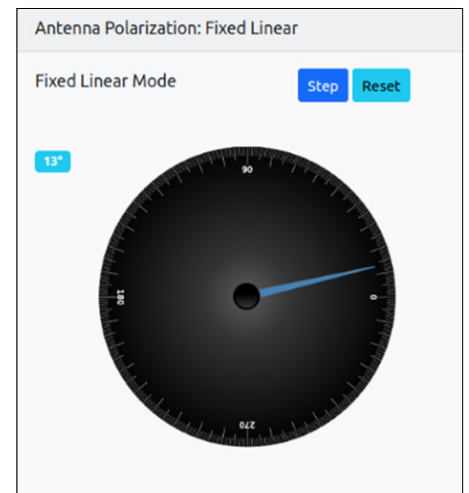 Antenna Polarization: Fixed Linear
Fixed Linear Mode
Step Reset
13°
90
180
0
270